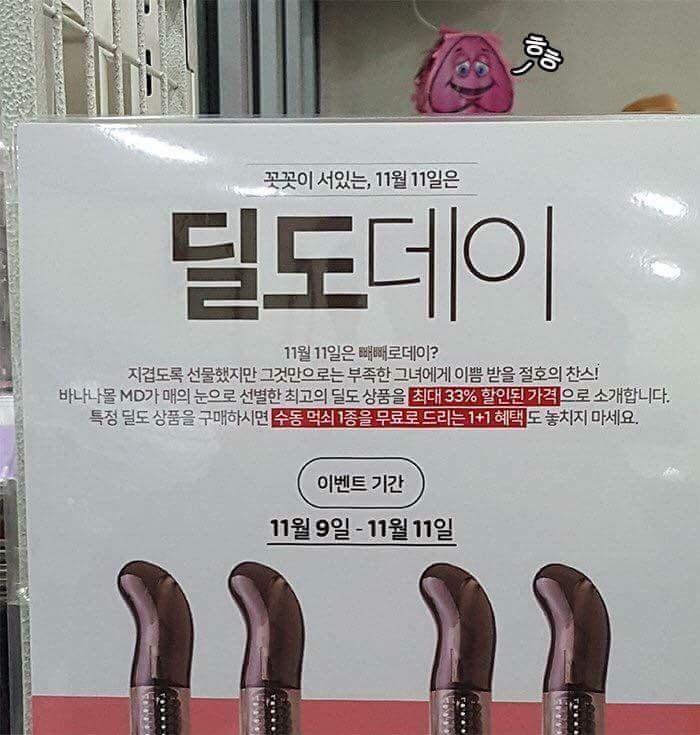 흐흐
꼿꼿이 서있는, 11월 11일은
딜도데이
11월 11일은 빼빼로데이?
지겹도록 선물했지만 그것만으로는 부족한 그녀에게 이쁨 받을 절호의 찬스!
바나나몰 MD가 매의 눈으로 선별한 최고의 딜도 상품을 최대 33% 할인된 가격으로 소개합니다.
특정 딜도 상품을 구매하시면 수동 먹쇠 1종을 무료로 드리는 1+1 혜택도 놓치지 마세요.
이벤트 기간
11월 9일 - 11월 11일